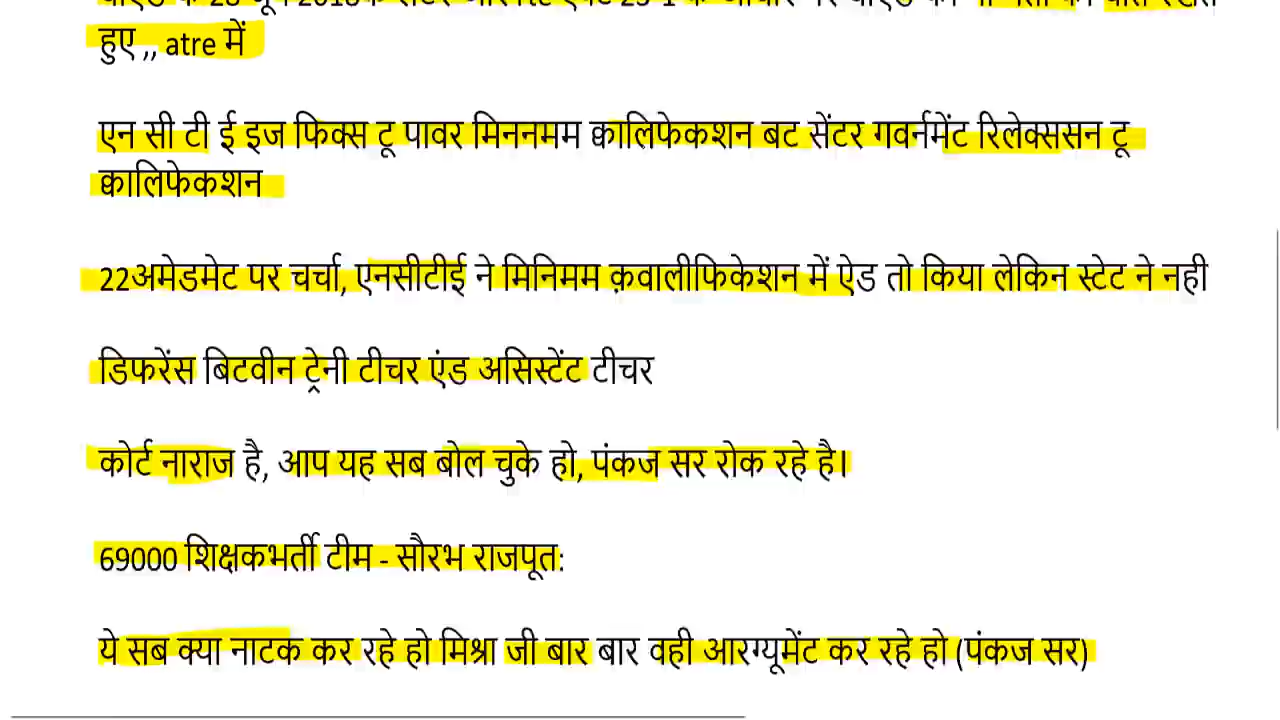 हुए ,, atre में
एन सी टी ई इज फिक्स टू पावर मिननमम क्वालिफेकशन बट सेंटर गवर्नमेंट रिलेक्ससन टू
क्वालिफेकशन
22अमेडमेट पर चर्चा, एनसीटीई ने मिनिमम क़वालीफिकेशन में ऐड तो किया लेकिन स्टेट ने नही
डिफरेंस बिटवीन ट्रेनी टीचर एंड असिस्टेंट टीचर
कोर्ट नाराज है, आप यह सब बोल चुके हो, पंकज सर रोक रहे है।
69000 शिक्षकभर्ती टीम - सौरभ राजपूत:
ये सब क्या नाटक कर रहे हो मिश्रा जी बार बार वही आरग्यूमेंट कर रहे हो (पंकज सर)